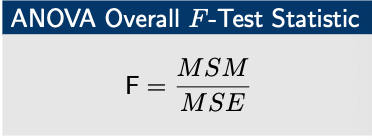 ANOVA Overall F-Test Statistic
F = MSM / MSE